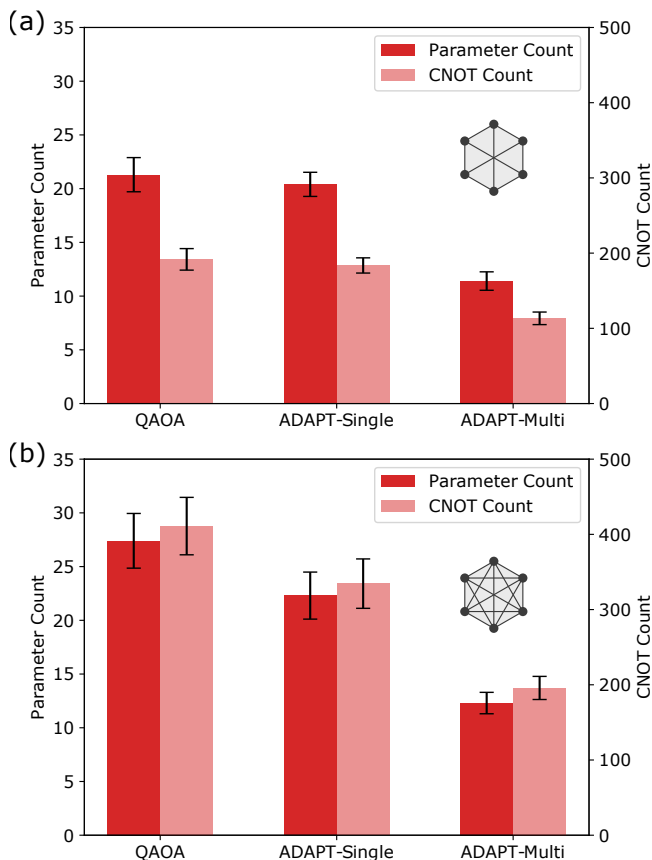 (a)
35
30
25
20
15
10
5
0
Parameter Count
500
400
300
200
100
0
CNOT Count
Parameter Count
CNOT Count
QAOA
ADAPT-Single
ADAPT-Multi
(b)
35
30
25
20
15
10
5
0
Parameter Count
500
400
300
200
100
0
CNOT Count
Parameter Count
CNOT Count
QAOA
ADAPT-Single
ADAPT-Multi